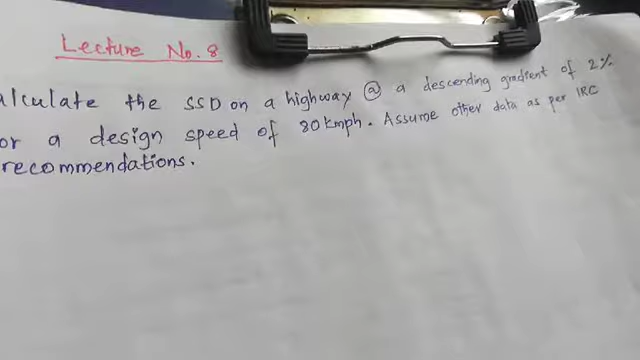 Lecture No. 8
alculate the SSD on a highway @ a descending gradient of 2%
or a design speed of 80 kmph. Assume other data as per IRC
recommendations.